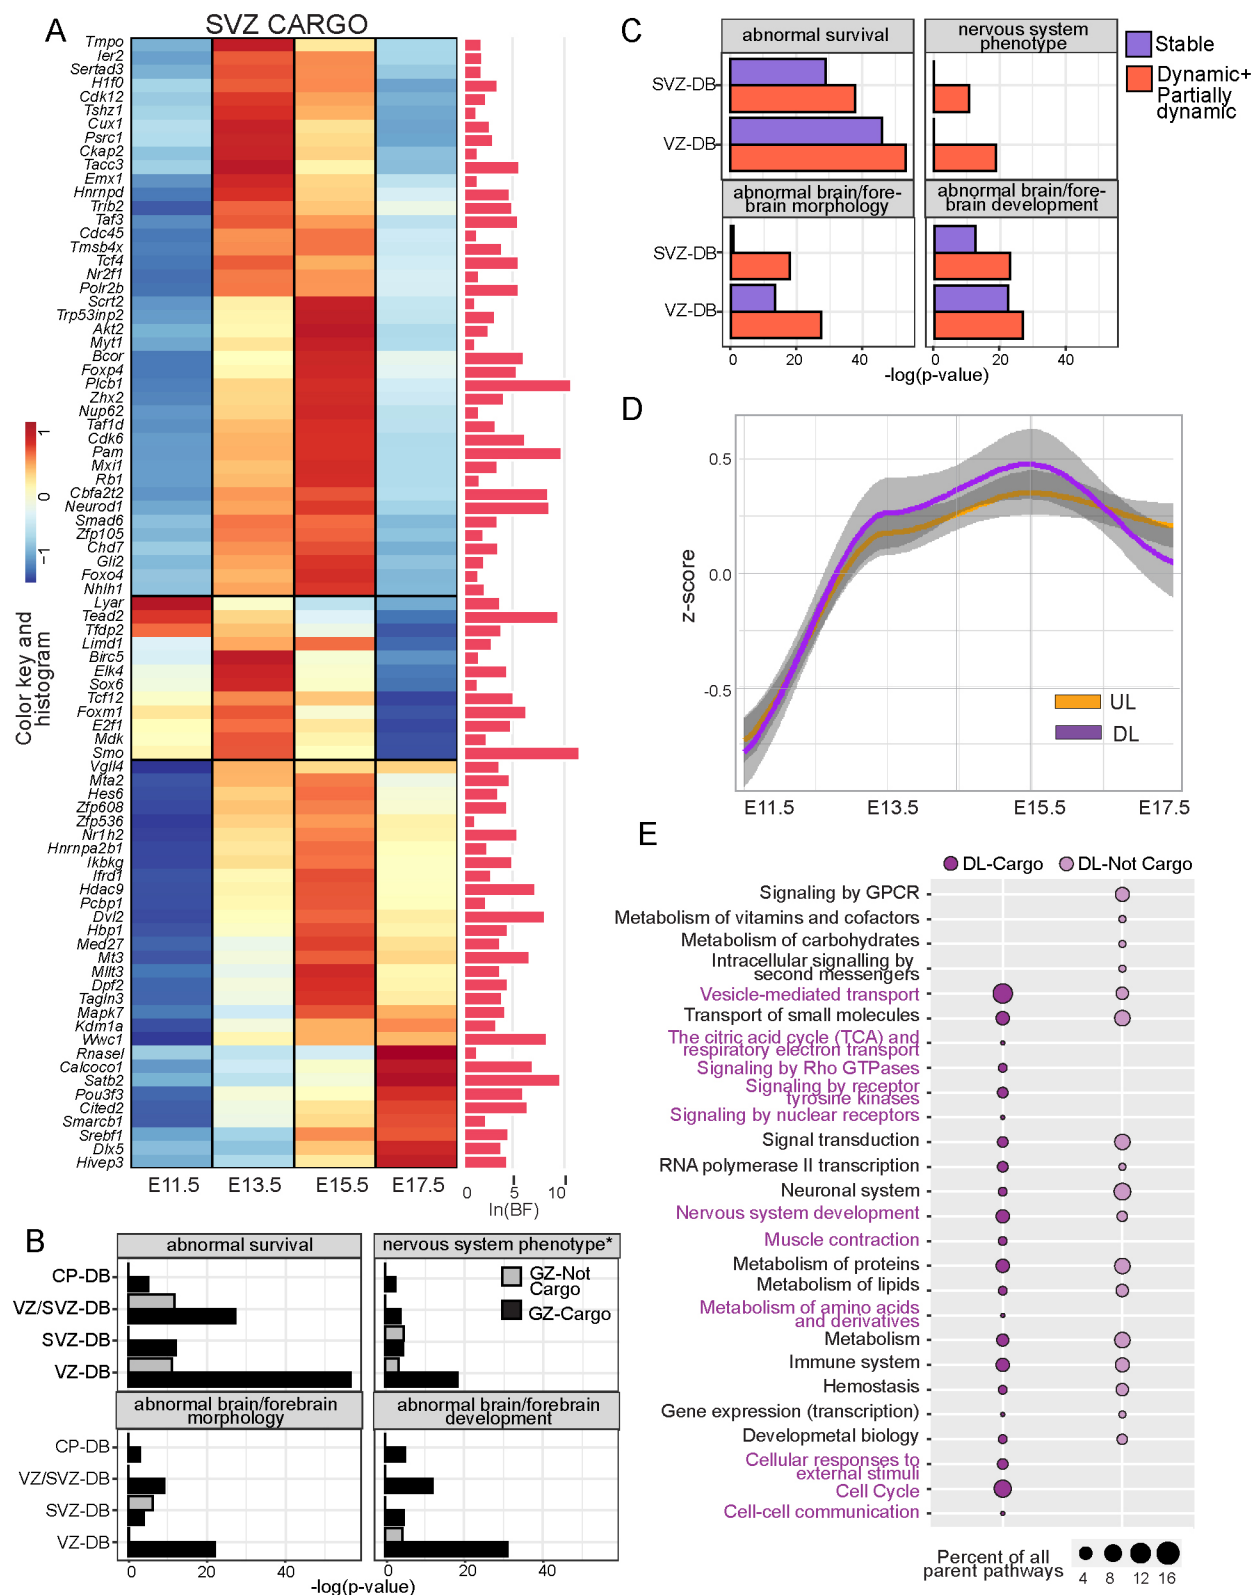 A
SVZ CARGO
Tmpo
Ier2
Sertad3
H1f0
Cdk12
Tshz1
Cux1
Psrc1
Ckap2
Tacc3
Emx1
Hnrnpd
Trib2
Taf3
Cdc45
Tmsb4x
Tcf4
Nr2f1
Polr2b
Scrt2
Trp53inp2
Akt2
Myt1
Bcor
Foxp4
Plcb1
Zhx2
Nup62
Taf1d
Cdk6
Pam
Mxi1
Rb1
Cbfa2t2
Neurod1
Smad6
Zfp105
Chd7
Gli2
Foxo4
Nhlh1
Lyar
Tead2
Tfdp2
Limd1
Birc5
Elk4
Sox6
Tcf12
Foxm1
E2f1
Mdk
Smo
Vgll4
Mta2
Hes6
Zfp608
Zfp536
Nr1h2
Hnrnpa2b1
Ikbkg
Ifrd1
Hdac9
Pcbp1
Dvl2
Hbp1
Med27
Mt3
Mllt3
Dpf2
Tagln3
Mapk7
Kdm1a
Wwc1
Rnasel
Calcoco1
Satb2
Pou3f3
Cited2
Smarcb1
Srebf1
Dlx5
Hivep3
Color key and
histogram
1
0
−1
E11.5 E13.5 E15.5 E17.5
0 5 10
ln(BF)
B
abnormal survival
nervous system phenotype*
CP-DB
VZ/SVZ-DB
SVZ-DB
VZ-DB
GZ-Not
Cargo
GZ-Cargo
abnormal brain/forebrain
morphology
abnormal brain/forebrain
development
CP-DB
VZ/SVZ-DB
SVZ-DB
VZ-DB
0 20 40
0 20 40
-log(p-value)
C
abnormal survival
nervous system
phenotype
Stable
Dynamic+
Partially
dynamic
SVZ-DB
VZ-DB
abnormal brain/fore-
brain morphology
abnormal brain/fore-
brain development
SVZ-DB
VZ-DB
0 20 40
0 20 40
-log(p-value)
D
z-score
0.5
0.0
-0.5
UL
DL
E11.5 E13.5 E15.5 E17.5
E
DL-Cargo DL-Not Cargo
Signaling by GPCR
Metabolism of vitamins and cofactors
Metabolism of carbohydrates
Intracellular signalling by
second messengers
Vesicle-mediated transport
Transport of small molecules
The citric acid cycle (TCA) and
respiratory electron transport
Signaling by Rho GTPases
Signaling by receptor
tyrosine kinases
Signaling by nuclear receptors
Signal transduction
RNA polymerase II transcription
Neuronal system
Nervous system development
Muscle contraction
Metabolism of proteins
Metabolism of lipids
Metabolism of amino acids
and derivatives
Metabolism
Immune system
Hemostasis
Gene expression (transcription)
Developmetal biology
Cellular responses to
external stimuli
Cell Cycle
Cell-cell communication
Percent of all
parent pathways
4 8 12 16